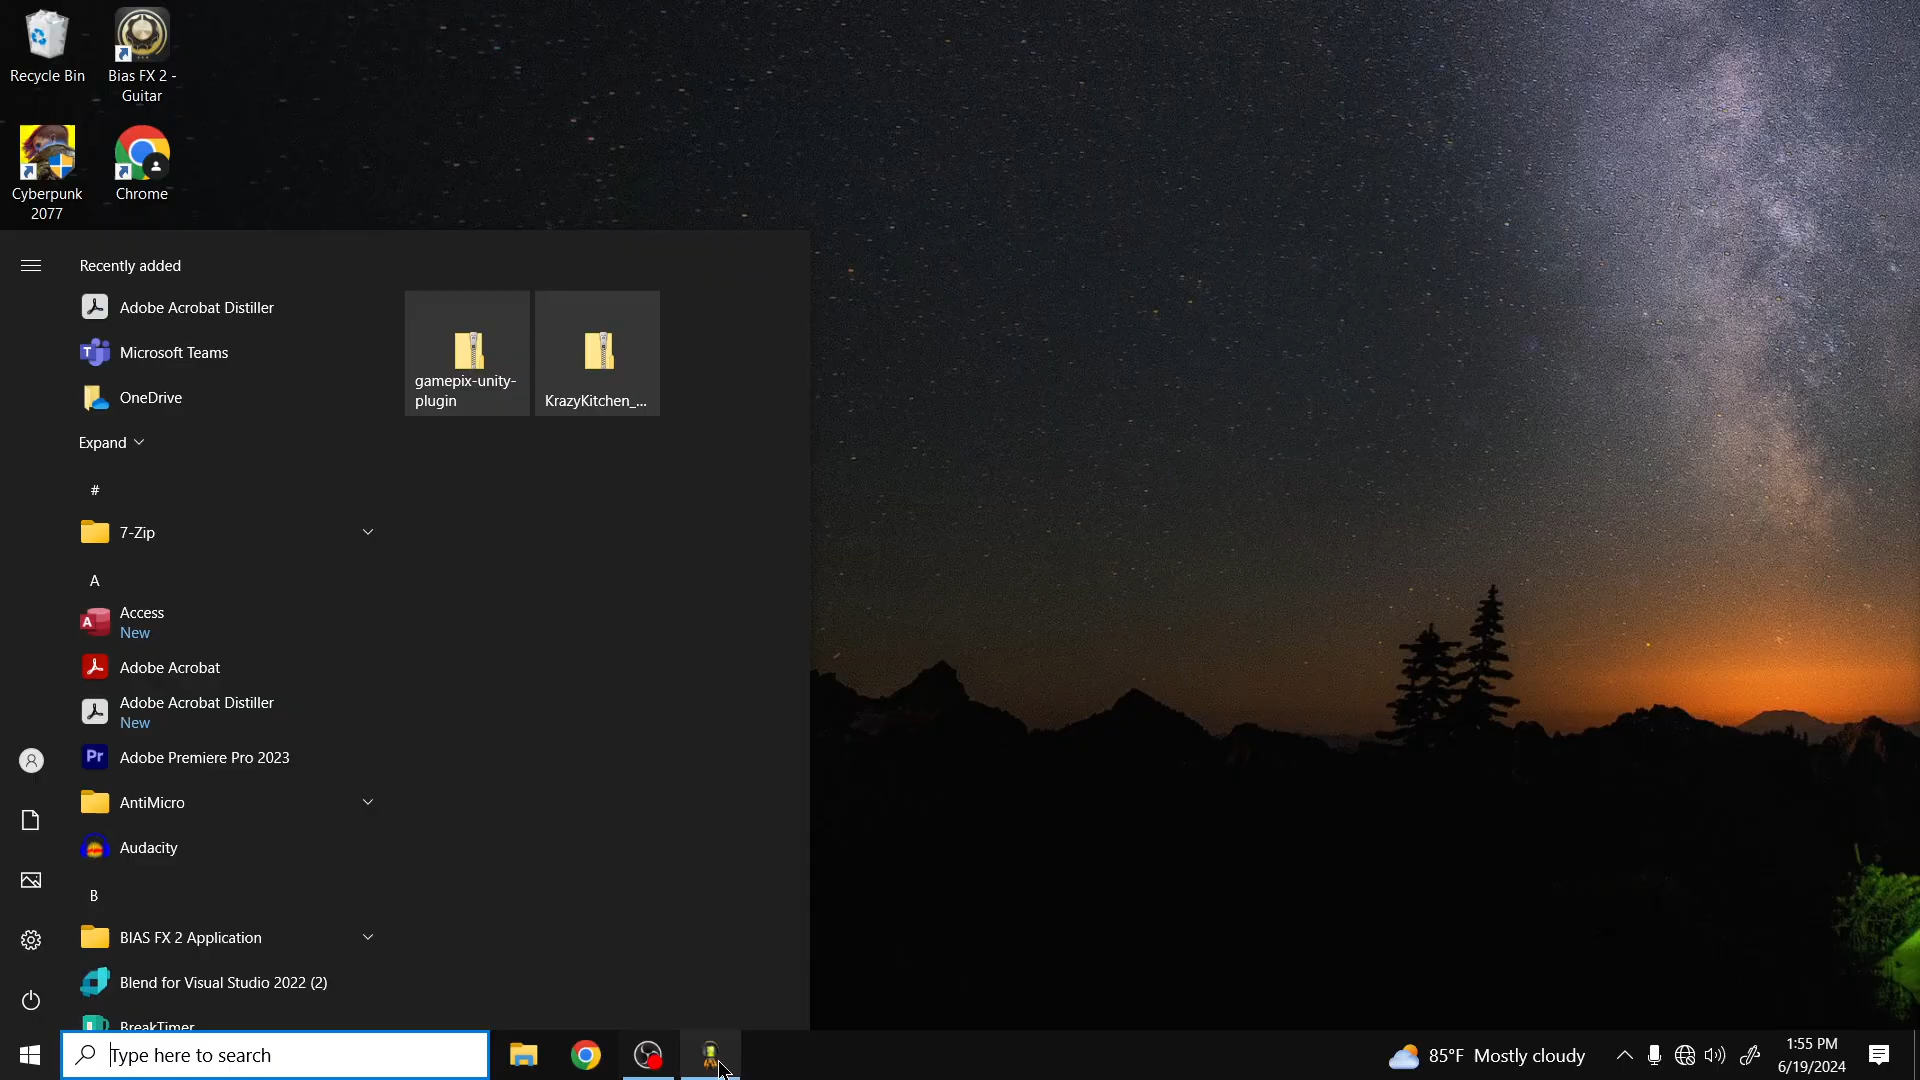 Recycle Bin
Bias FX 2 -
Guitar
Cyberpunk
2077
Chrome
Recently added
Adobe Acrobat Distiller
Microsoft Teams
OneDrive
Expand
gamepix-unity-
plugin
KrazyKitchen_...
#
7-Zip
A
Access
New
Adobe Acrobat
Adobe Acrobat Distiller
New
Pr
Adobe Premiere Pro 2023
AntiMicro
Audacity
B
BIAS FX 2 Application
Blend for Visual Studio 2022 (2)
BreakTimer
Type here to search
85°F Mostly cloudy
1:55 PM
6/19/2024